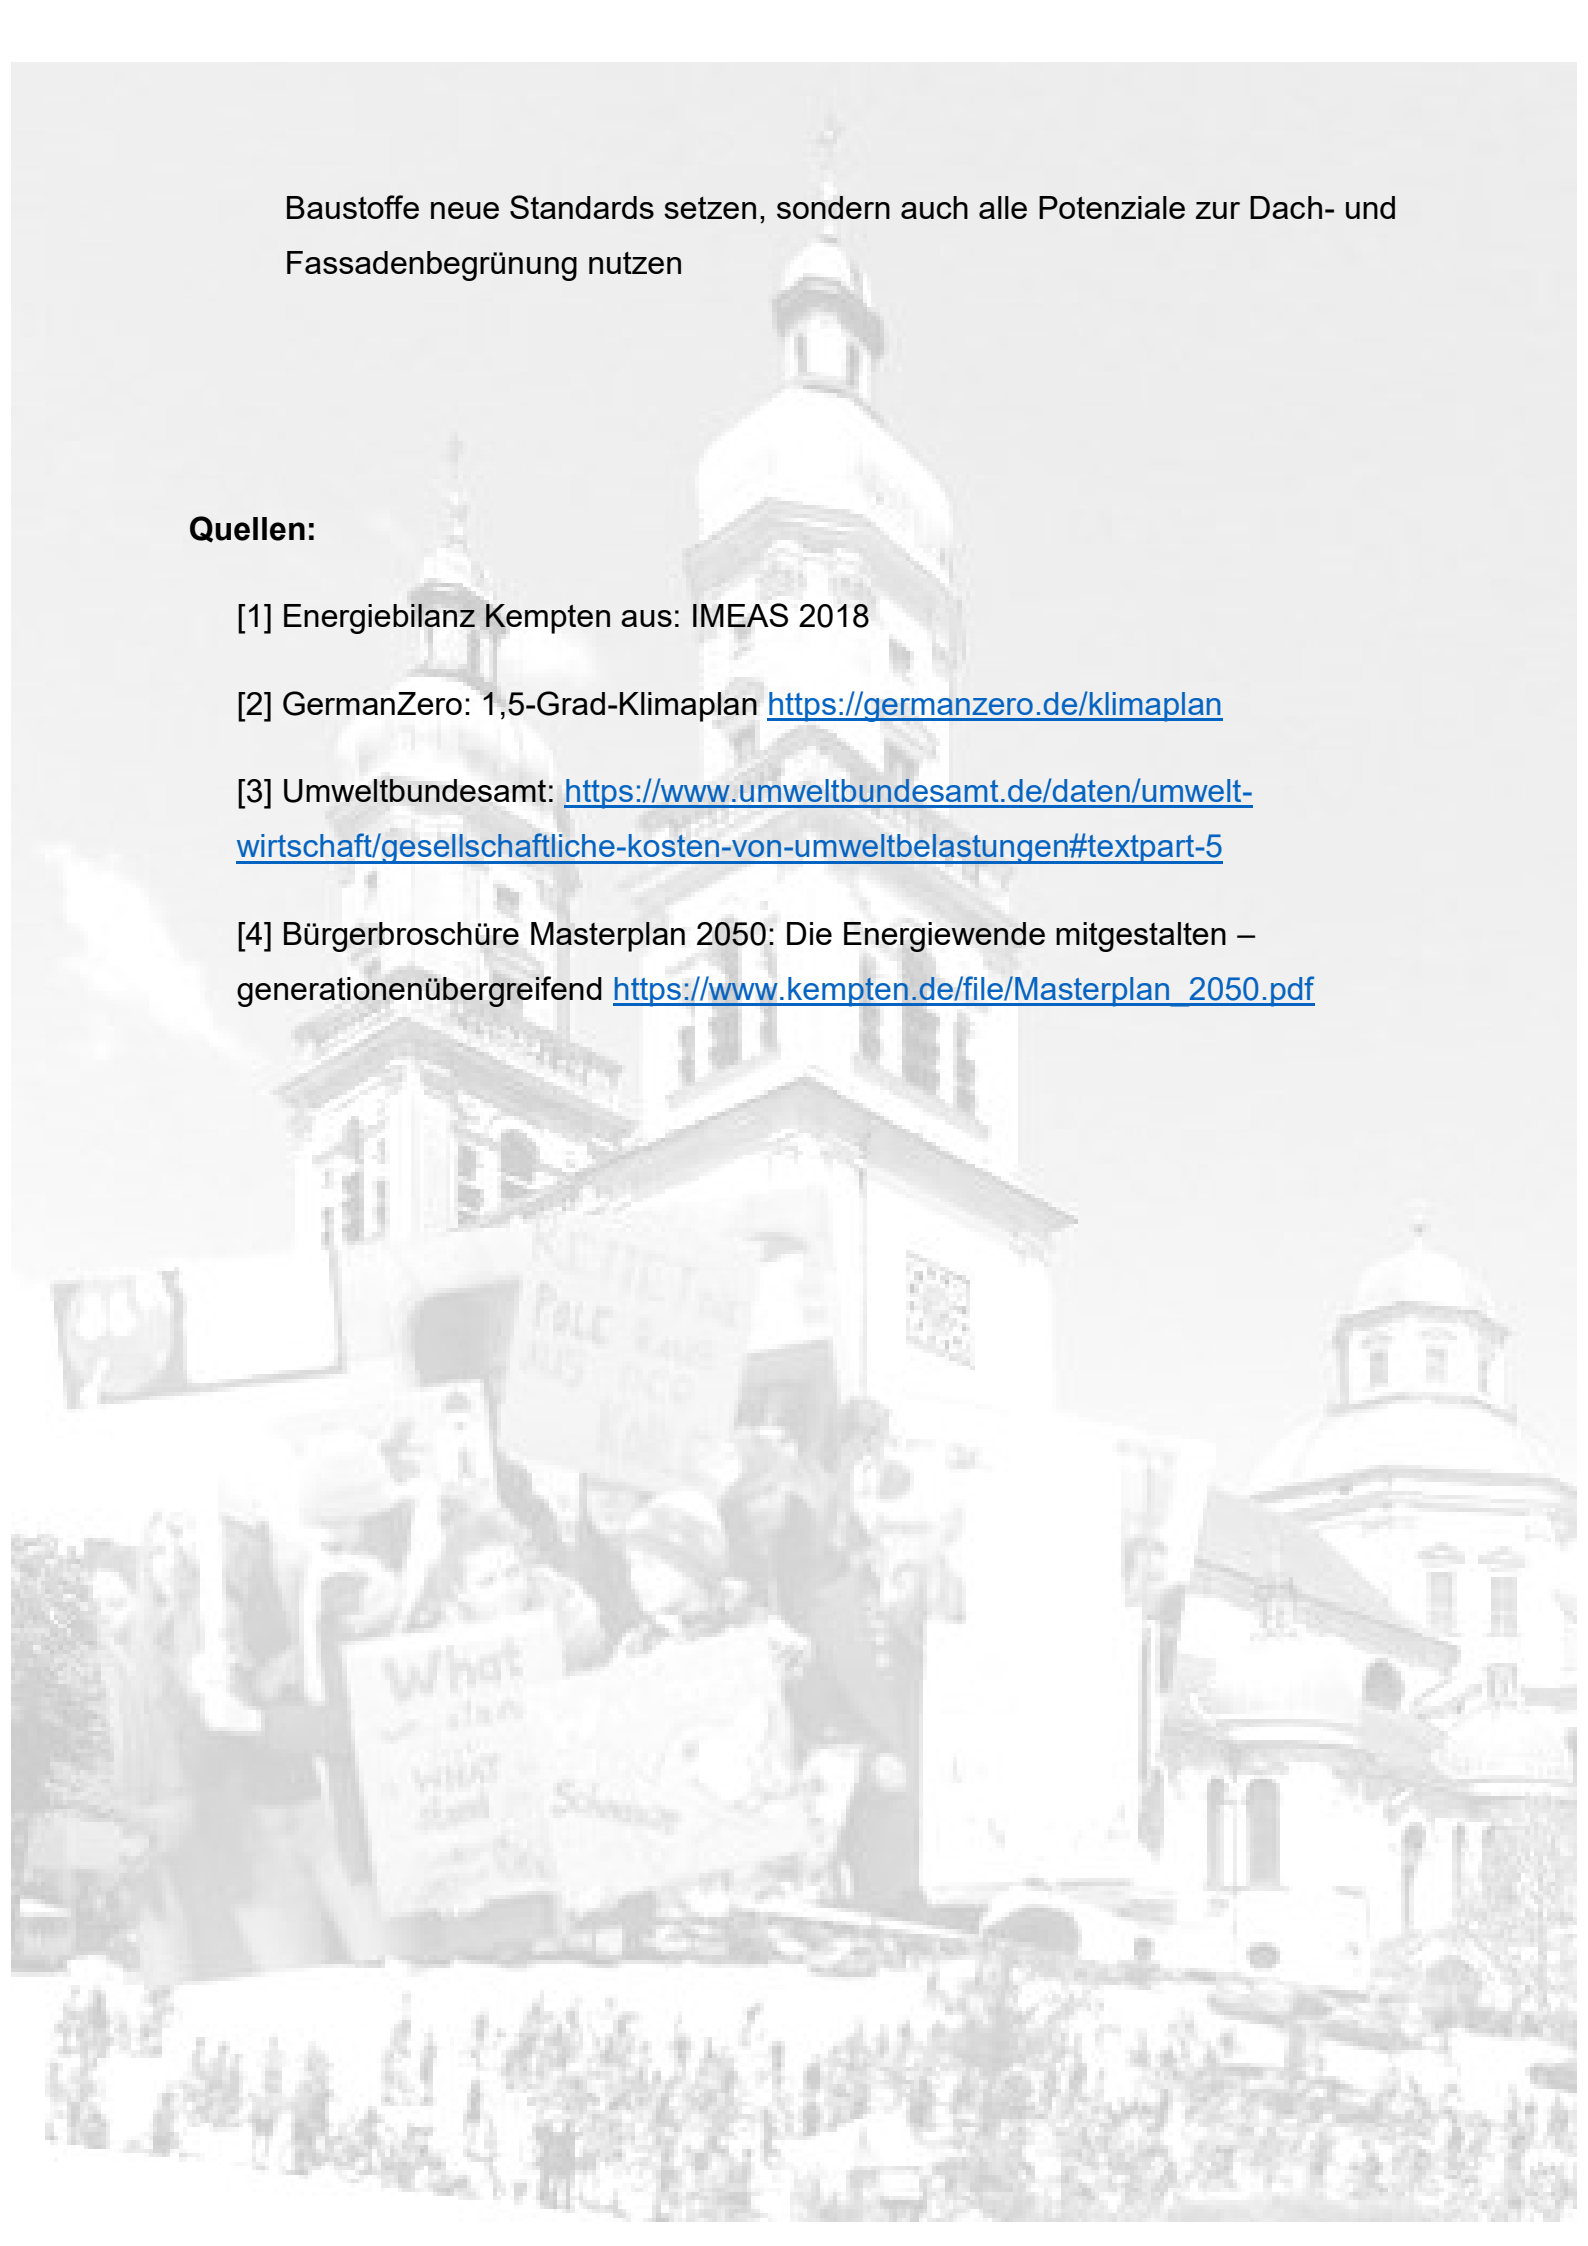 Baustoffe neue Standards setzen, sondern auch alle Potenziale zur Dach- und
Fassadenbegrünung nutzen
Quellen:
[1] Energiebilanz Kempten aus: IMEAS 2018
[2] GermanZero: 1,5-Grad-Klimaplan https://germanzero.de/klimaplan
[3] Umweltbundesamt: https://www.umweltbundesamt.de/daten/umwelt-
wirtschaft/gesellschaftliche-kosten-von-umweltbelastungen#textpart-5
[4] Bürgerbroschüre Masterplan 2050: Die Energiewende mitgestalten –
generationenübergreifend https://www.kempten.de/file/Masterplan_2050.pdf
What
WHAT
Science